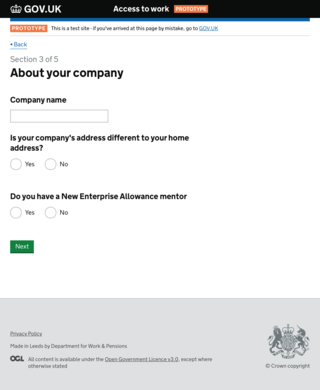 GOV.UK Access to work PROTOTYPE
PROTOTYPE This is a test site - if you've arrived at this page by mistake, go to GOV.UK
Back
Section 3 of 5
About your company
Company name
Is your company's address different to your home
address?
Yes No
Do you have a New Enterprise Allowance mentor
Yes No
Next
Privacy Policy
Made in Leeds by Department for Work & Pensions
OGL All content is available under the Open Government Licence v3.0, except where
otherwise stated
© Crown copyright